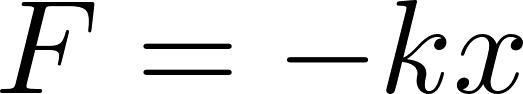 F = −kx